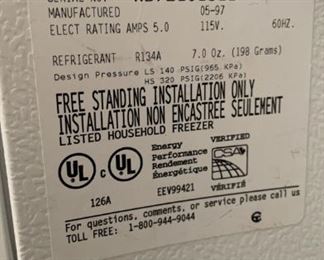 MANUFACTURED 05-97
ELECT RATING AMPS 5.0 115V. 60HZ.
REFRIGERANT R134A 7.0 Oz. (198 Grams)
Design Pressure LS 140 PSIG(965 KPa)
HS 320 PSIG(2206 KPa)
FREE STANDING INSTALLATION ONLY
INSTALLATION NON ENCASTREE SEULEMENT
LISTED HOUSEHOLD FREEZER
UL
C UL
Energy
Performance
Rendement
Énergétique
VERIFIED
CSA
VÉRIFIÉ
126A EEV99421
For questions, comments, or service please call us
TOLL FREE: 1-800-944-9044